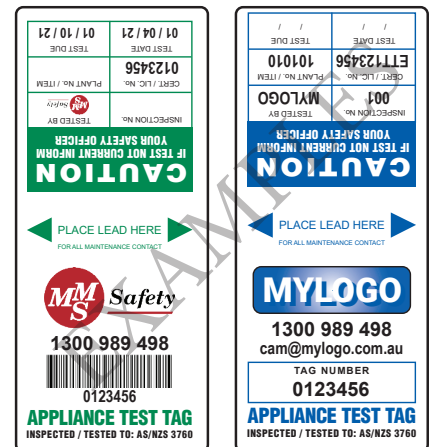 CAUTION
IF TEST NOT CURRENT INFORM
YOUR SAFETY OFFICER
INSPECTION No. TESTED BY
MMS Safety
CERT. / LIC. No. PLANT No. / ITEM
0123456
TEST DATE TEST DUE
01 / 04 / 21 01 / 10 / 21
PLACE LEAD HERE
FOR ALL MAINTENANCE CONTACT
MMS Safety
1300 989 498
0123456
APPLIANCE TEST TAG
INSPECTED / TESTED TO: AS/NZS 3760
CAUTION
IF TEST NOT CURRENT INFORM
YOUR SAFETY OFFICER
INSPECTION No. TESTED BY
001 MYLOGO
CERT. / LIC. No. PLANT No. / ITEM
101010
TEST DATE TEST DUE
/ / / /
PLACE LEAD HERE
FOR ALL MAINTENANCE CONTACT
MYLOGO
1300 989 498
cam@mylogo.com.au
TAG NUMBER
0123456
APPLIANCE TEST TAG
INSPECTED / TESTED TO: AS/NZS 3760
EXAMPLES